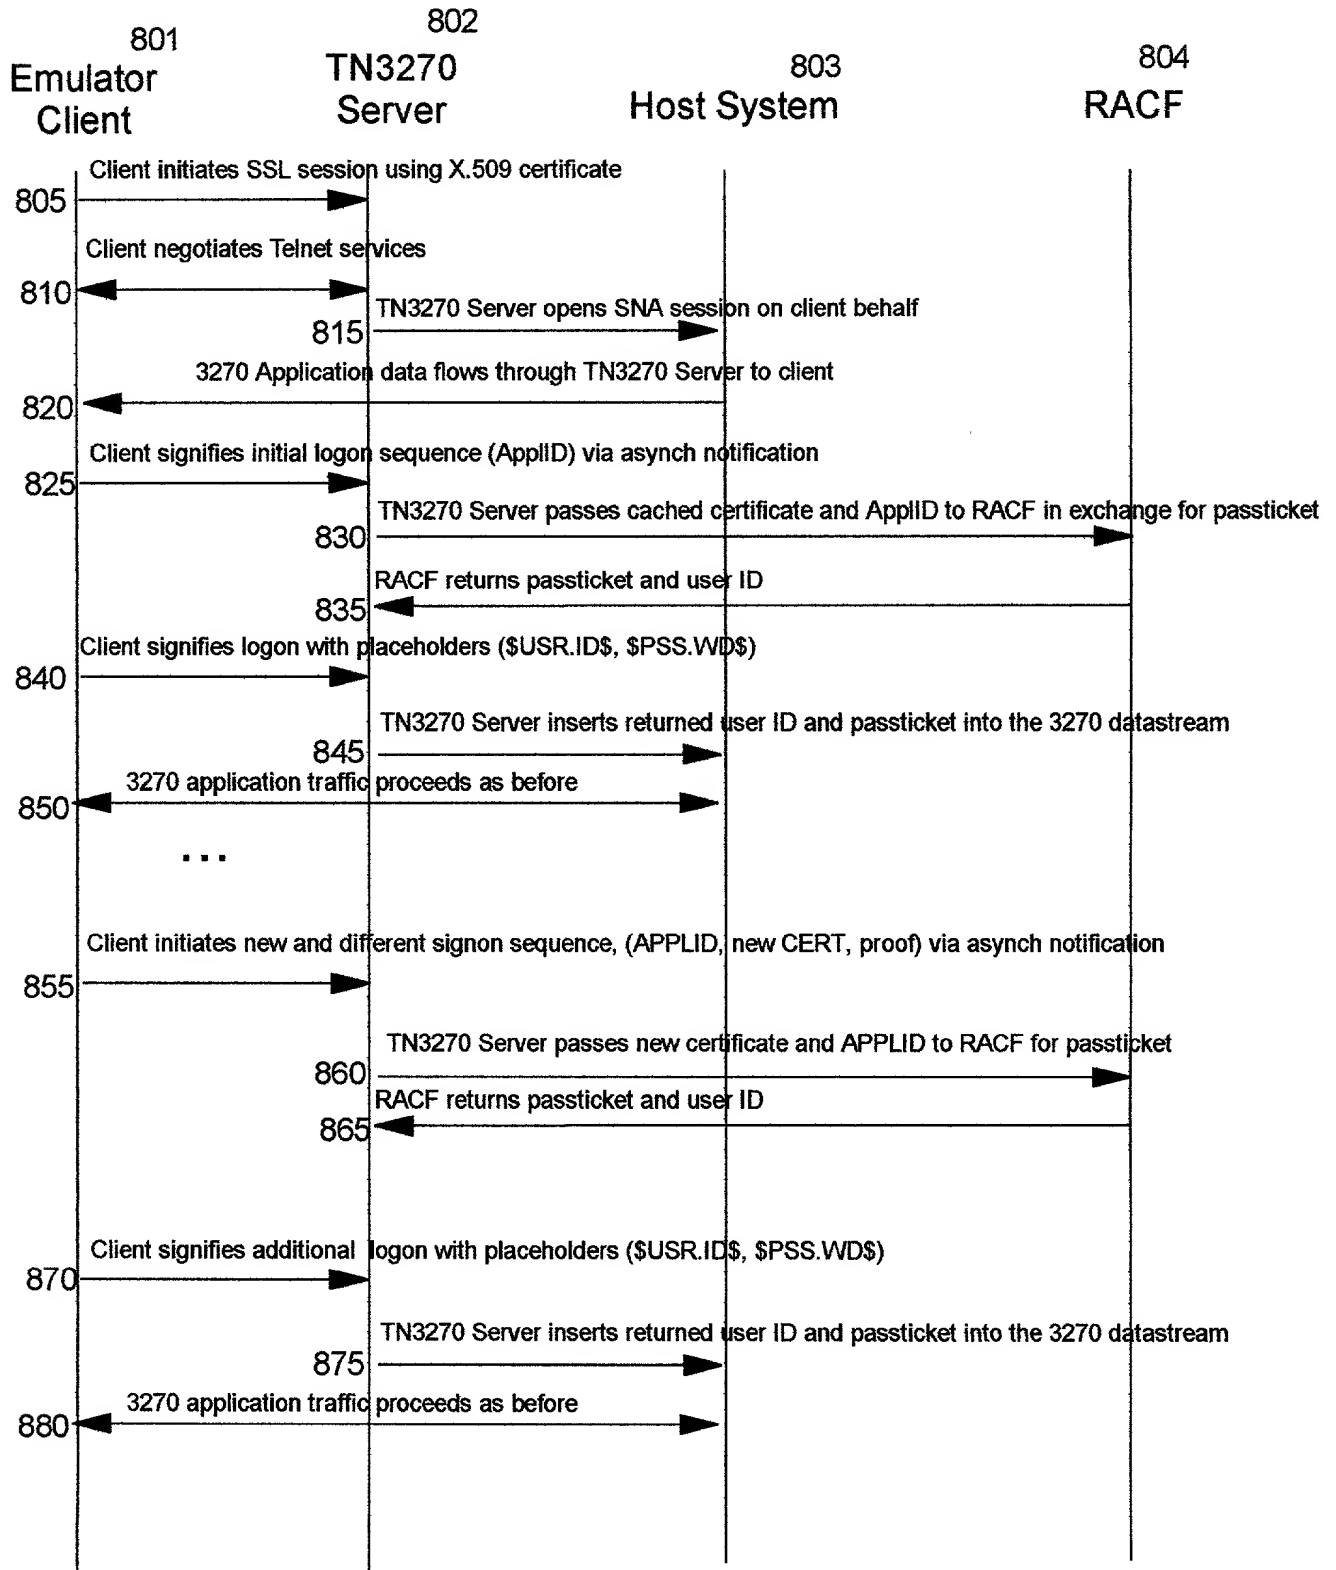 801
802
803
804
Emulator
Client
TN3270
Server
Host System
RACF
Client initiates SSL session using X.509 certificate
805
Client negotiates Telnet services
810
TN3270 Server opens SNA session on client behalf
815
3270 Application data flows through TN3270 Server to client
820
Client signifies initial logon sequence (ApplID) via asynch notification
825
TN3270 Server passes cached certificate and ApplID to RACF in exchange for passticket
830
RACF returns passticket and user ID
835
Client signifies logon with placeholders ($USR.ID$, $PSS.WD$)
840
TN3270 Server inserts returned user ID and passticket into the 3270 datastream
845
3270 application traffic proceeds as before
850
...
Client initiates new and different signon sequence, (APPLID, new CERT, proof) via asynch notification
855
TN3270 Server passes new certificate and APPLID to RACF for passticket
860
RACF returns passticket and user ID
865
Client signifies additional logon with placeholders ($USR.ID$, $PSS.WD$)
870
TN3270 Server inserts returned user ID and passticket into the 3270 datastream
875
3270 application traffic proceeds as before
880